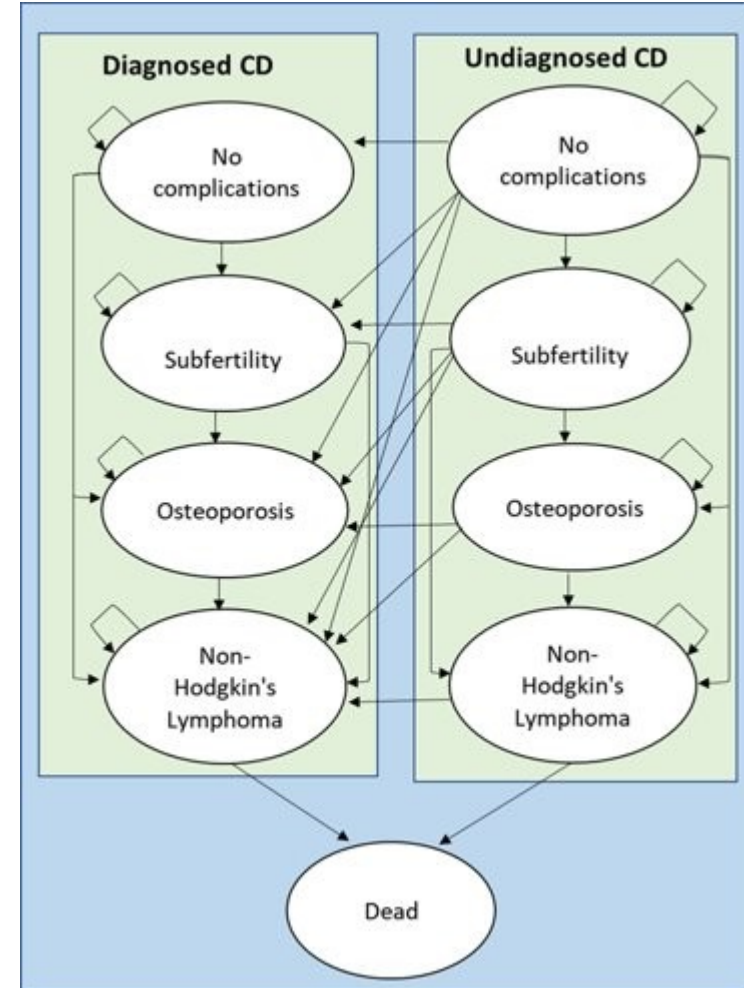 Diagnosed CD
No
complications
Subfertility
Osteoporosis
Non-
Hodgkin's
Lymphoma
Undiagnosed CD
No
complications
Subfertility
Osteoporosis
Non-
Hodgkin's
Lymphoma
Dead